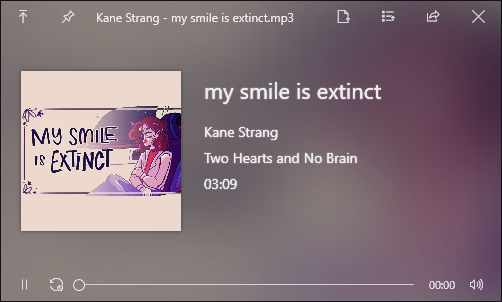 Kane Strang - my smile is extinct.mp3
MY SMILE
IS EXTINCT
my smile is extinct
Kane Strang
Two Hearts and No Brain
03:09
00:00